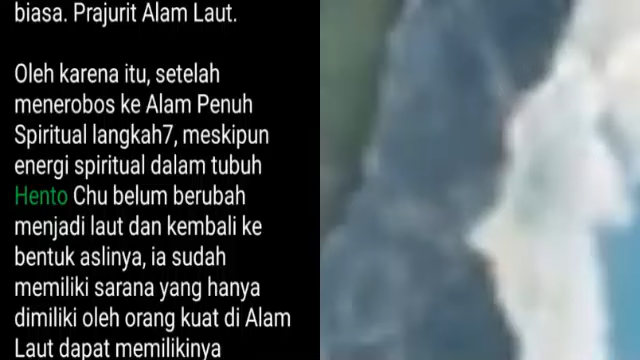 biasa. Prajurit Alam Laut.
Oleh karena itu, setelah
menerobos ke Alam Penuh
Spiritual langkah7, meskipun
energi spiritual dalam tubuh
Hento Chu belum berubah
menjadi laut dan kembali ke
bentuk aslinya, ia sudah
memiliki sarana yang hanya
dimiliki oleh orang kuat di Alam
Laut dapat memilikinya